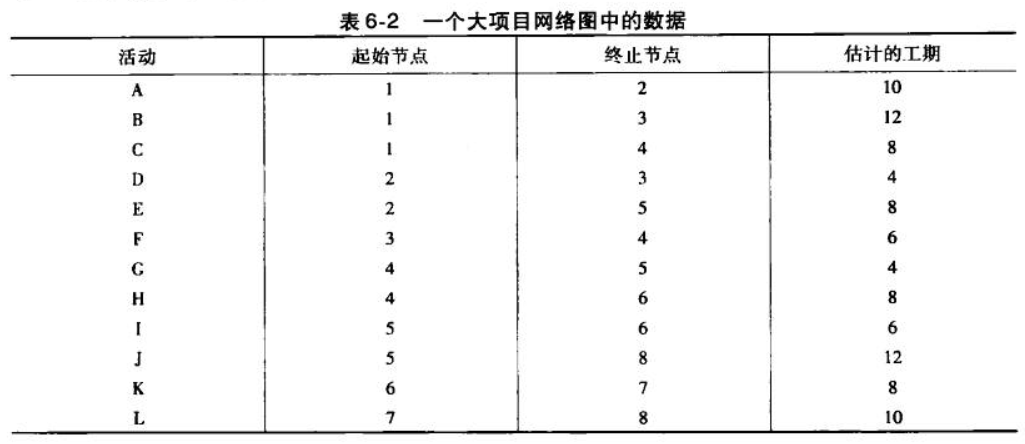 表 6-2 一个大项目网络图中的数据
活动 起始节点 终止节点 估计的工期
A 1 2 10
B 1 3 12
C 1 4 8
D 2 3 4
E 2 5 8
F 3 4 6
G 4 5 4
H 4 6 8
I 5 6 6
J 5 8 12
K 6 7 8
L 7 8 10